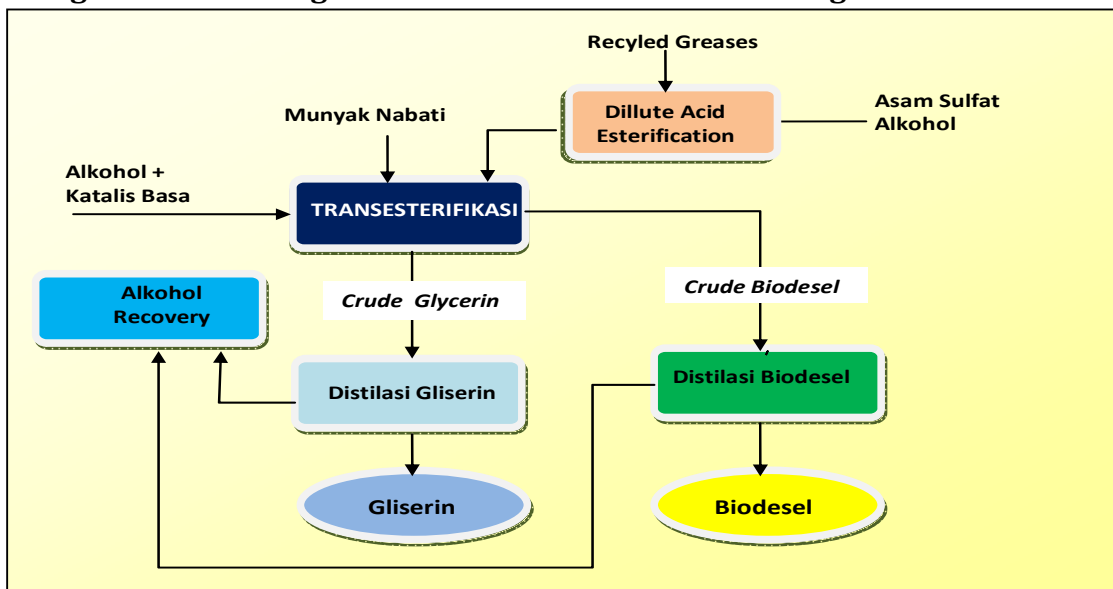 Recyled Greases
Dillute Acid
Esterification
Asam Sulfat
Alkohol
Munyak Nabati
Alkohol +
Katalis Basa
TRANSESTERIFIKASI
Alkohol
Recovery
Crude Glycerin
Crude Biodesel
Distilasi Gliserin
Distilasi Biodesel
Gliserin
Biodesel